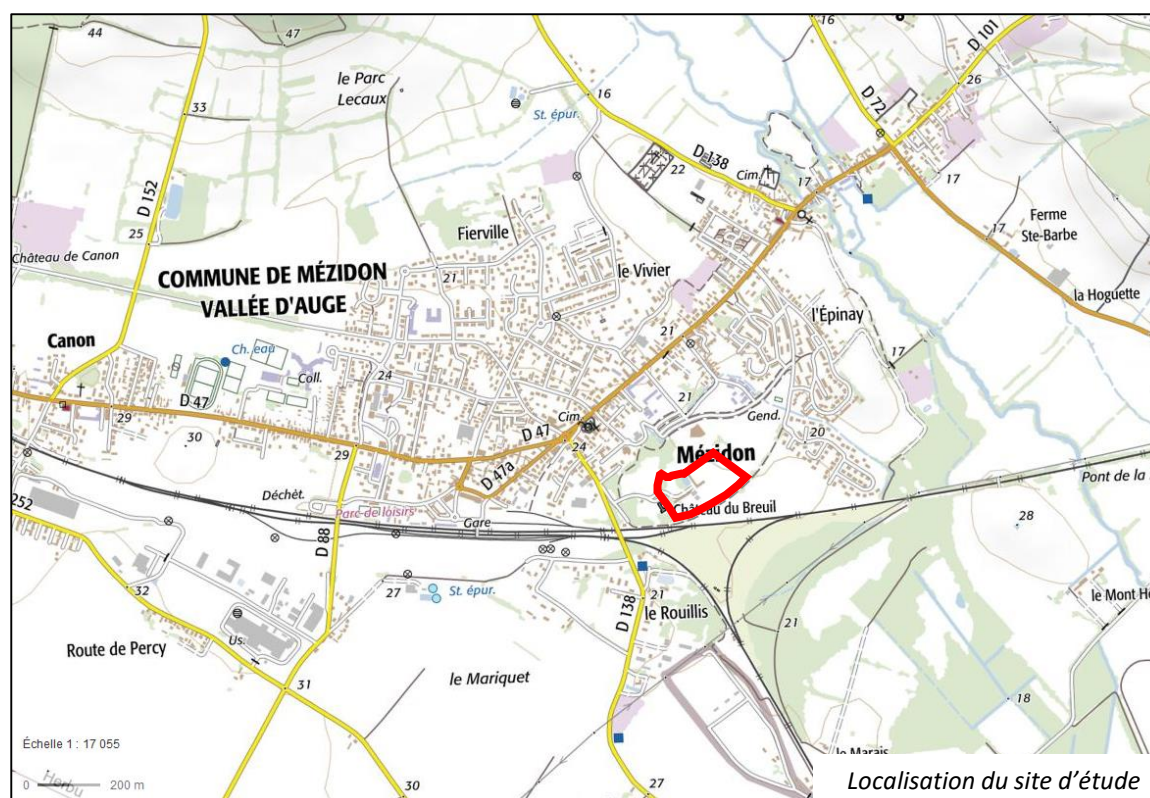 44
47
16
16
D 101
26
le Parc
Lecaux
33
St. épur.
D 72
D 152
D 138
22
Cim.
17
17
25
Fierville
Ferme
Ste-Barbe
17
Château de Canon
le Vivier
21
COMMUNE DE MÉZIDON
VALLÉE D'AUGE
la Hoguette
l'Épinay
Canon
Ch. eau
21
17
Coll.
24
21
D 47
29
Cim.
D 47
Gend.
20
30
29
24
Mézidon
D 47a
Déchèt.
Parc de loisirs
Château du Breuil
Pont de la
252
Gare
28
D 88
32
27
St. épur.
21
le Rouillis
le Mont H
Us.
D 138
21
Route de Percy
le Mariquet
31
18
Échelle 1 : 17 055
le Marais
Herbu
0 200 m
30
27
Localisation du site d'étude